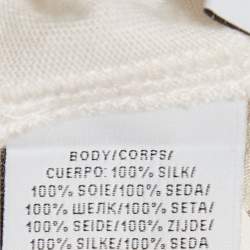 BODY/CORPS/
CUERPO: 100% SILK/
100% SOIE/100% SEDA/
100% ШЕЛК/100% SETA/
100% SEIDE/100% ZIJDE/
100% SILKE/100% SEDA